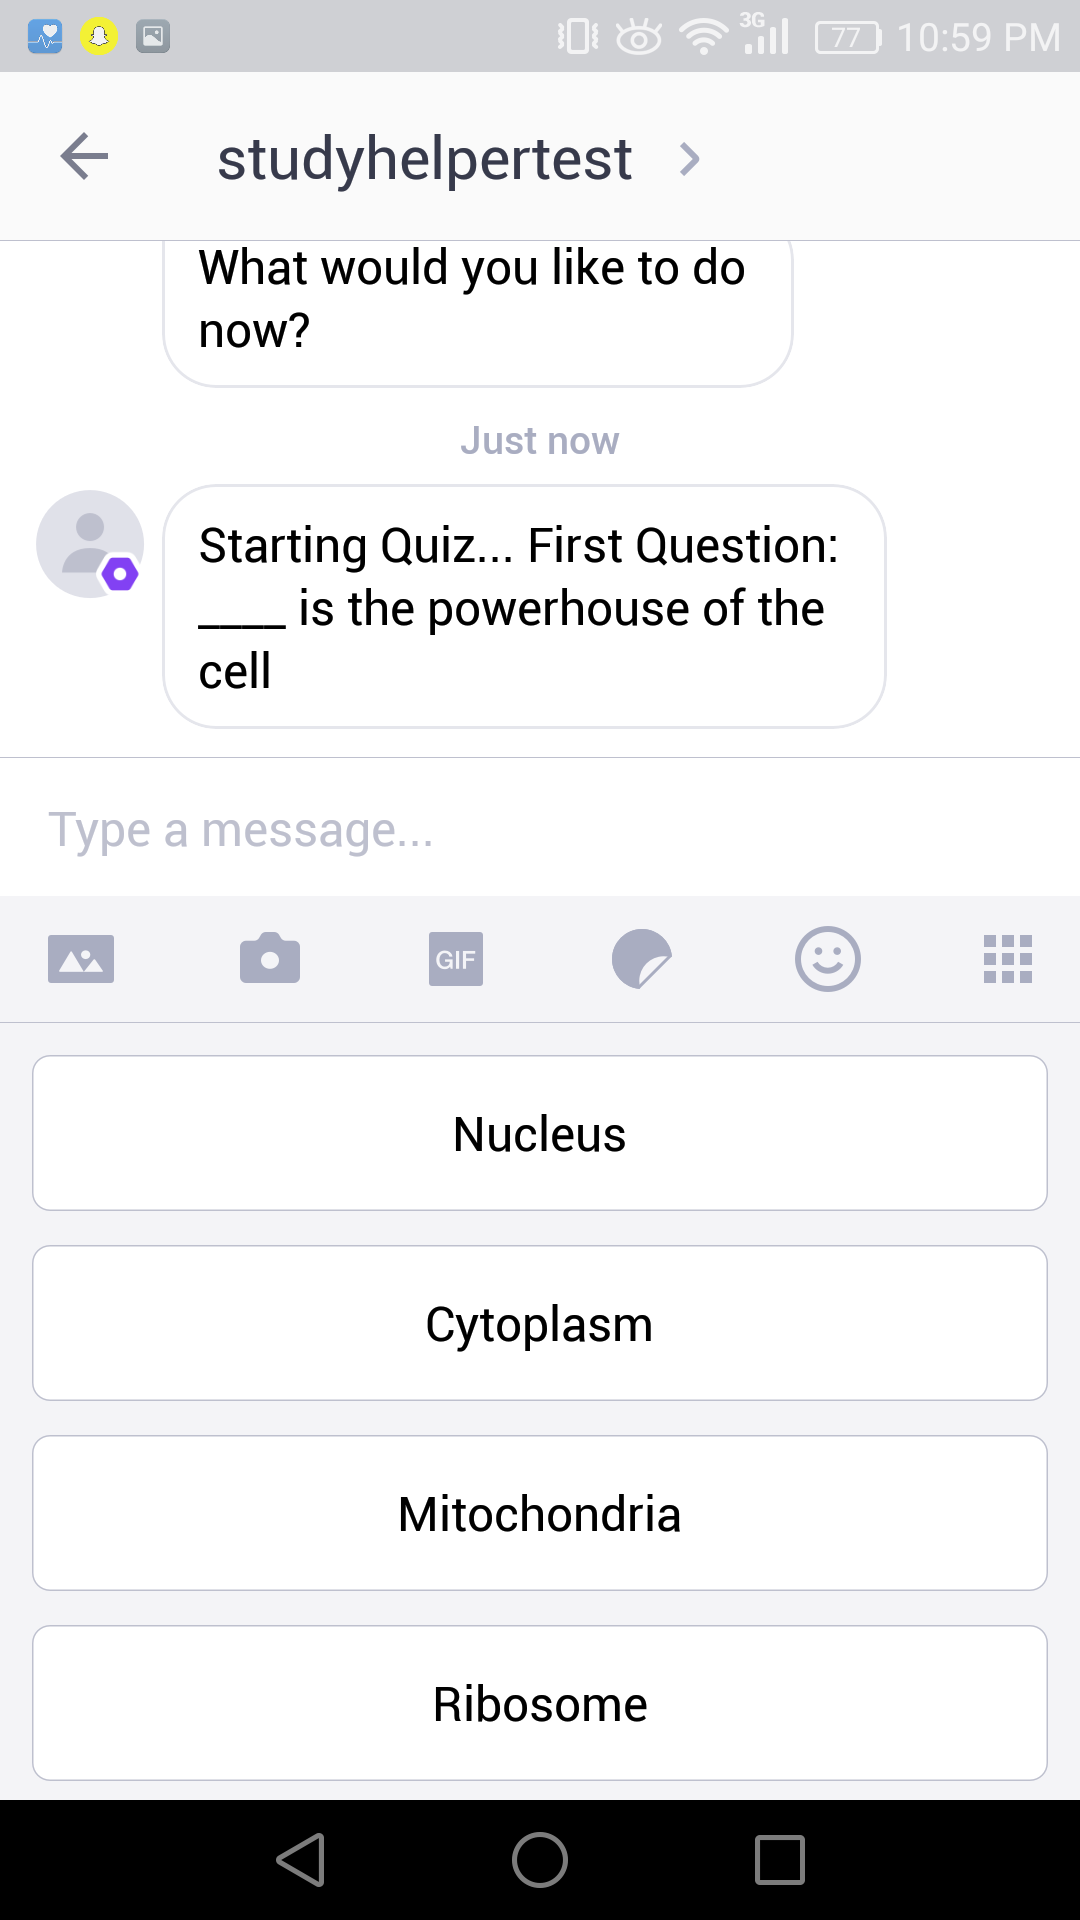 3G
77
10:59 PM
studyhelpertest
What would you like to do
now?
Just now
Starting Quiz... First Question:
____ is the powerhouse of the
cell
Type a message...
GIF
Nucleus
Cytoplasm
Mitochondria
Ribosome